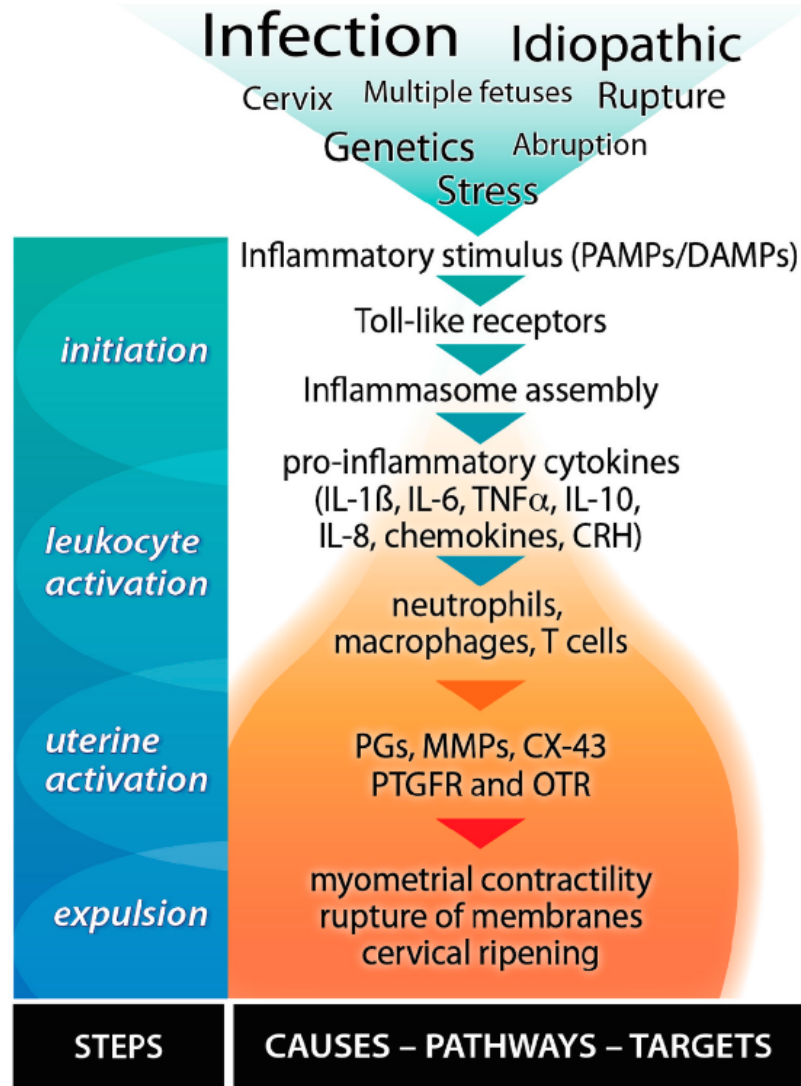 Infection Idiopathic
Cervix Multiple fetuses Rupture
Genetics Abruption
Stress
Inflammatory stimulus (PAMPs/DAMPs)
Toll-like receptors
initiation
Inflammasome assembly
pro-inflammatory cytokines
(IL-1ß, IL-6, TNFα, IL-10,
IL-8, chemokines, CRH)
leukocyte
activation
neutrophils,
macrophages, T cells
uterine
activation
PGs, MMPs, CX-43
PTGFR and OTR
expulsion
myometrial contractility
rupture of membranes
cervical ripening
STEPS
CAUSES – PATHWAYS – TARGETS